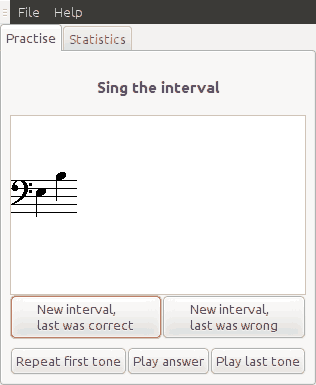 File Help
Practise Statistics
Sing the interval
New interval,
last was correct
New interval,
last was wrong
Repeat first tone Play answer Play last tone